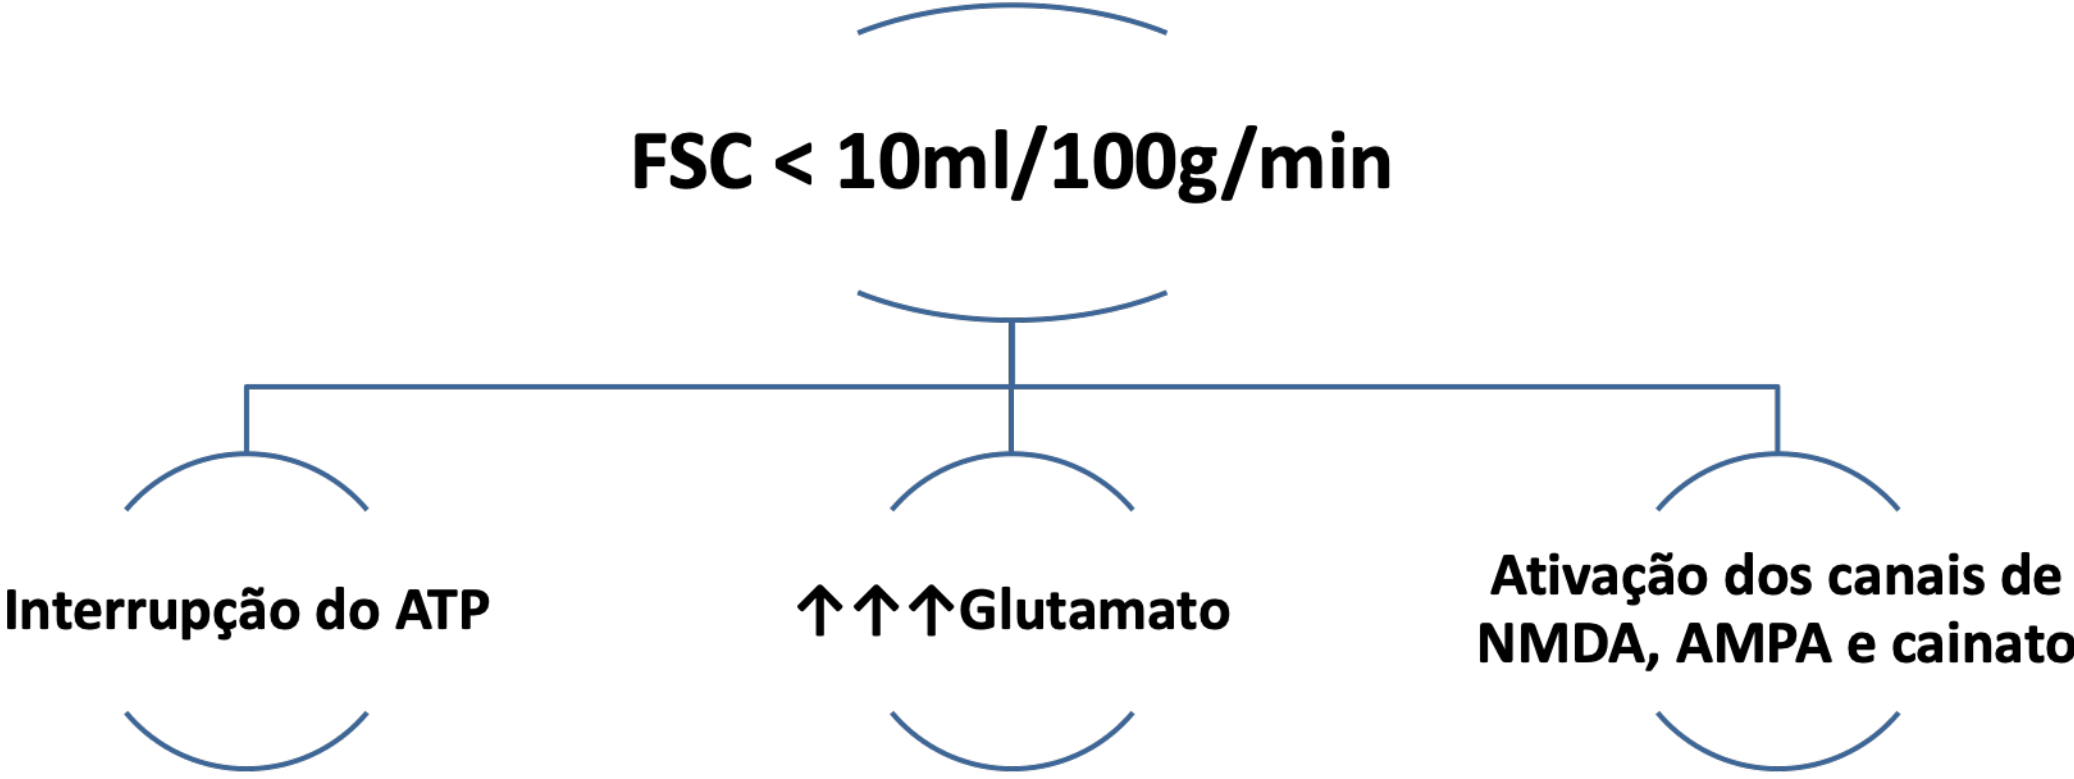 FSC < 10ml/100g/min
Interrupção do ATP
↑↑↑Glutamato
Ativação dos canais de
NMDA, AMPA e cainato